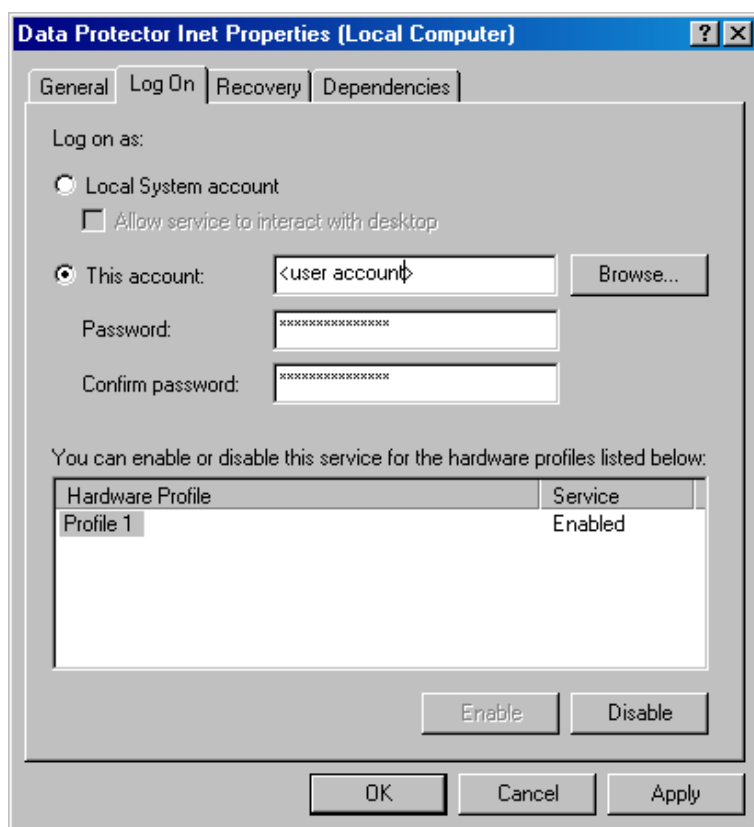 Data Protector Inet Properties (Local Computer)
General Log On Recovery Dependencies
Log on as:
Local System account
Allow service to interact with desktop
This account: <user account> Browse...
Password: ***************
Confirm password: ***************
You can enable or disable this service for the hardware profiles listed below:
Hardware Profile Service
Profile 1 Enabled
Enable Disable
OK Cancel Apply